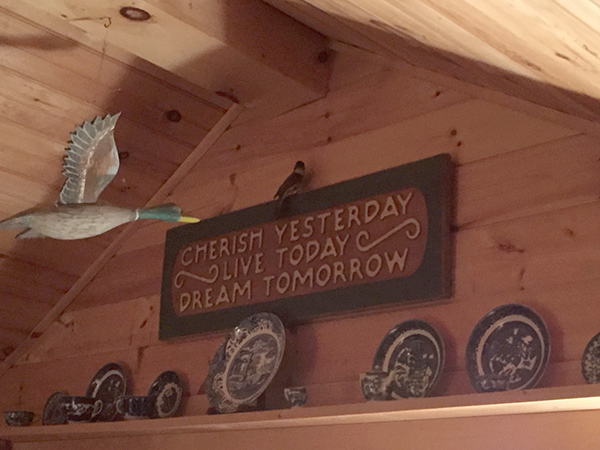 CHERISH YESTERDAY
LIVE TODAY
DREAM TOMORROW